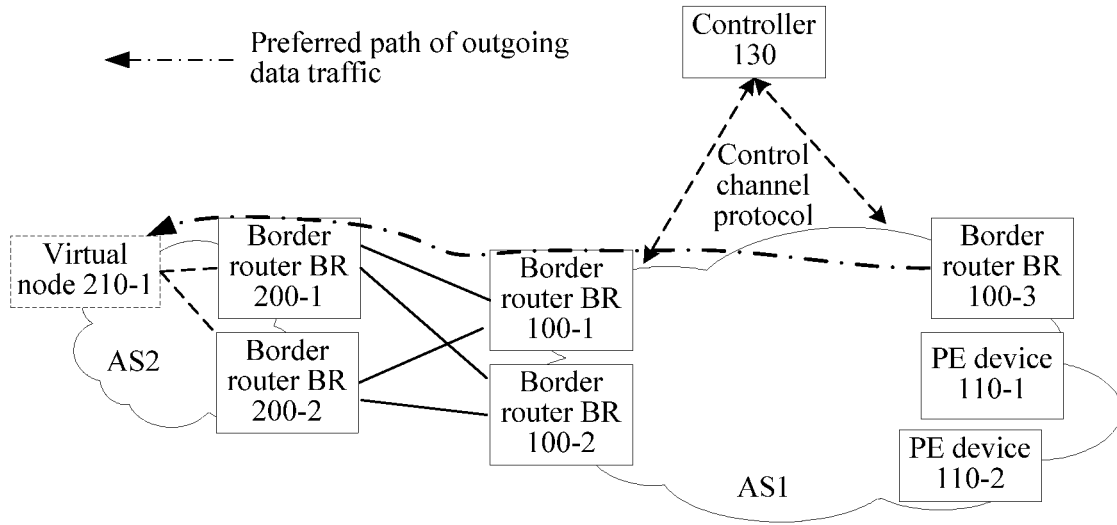 Preferred path of outgoing
data traffic
Controller
130
Control
channel
protocol
Virtual
node 210-1
Border
router BR
200-1
Border
router BR
200-2
Border
router BR
100-1
Border
router BR
100-2
Border
router BR
100-3
PE device
110-1
PE device
110-2
AS2
AS1